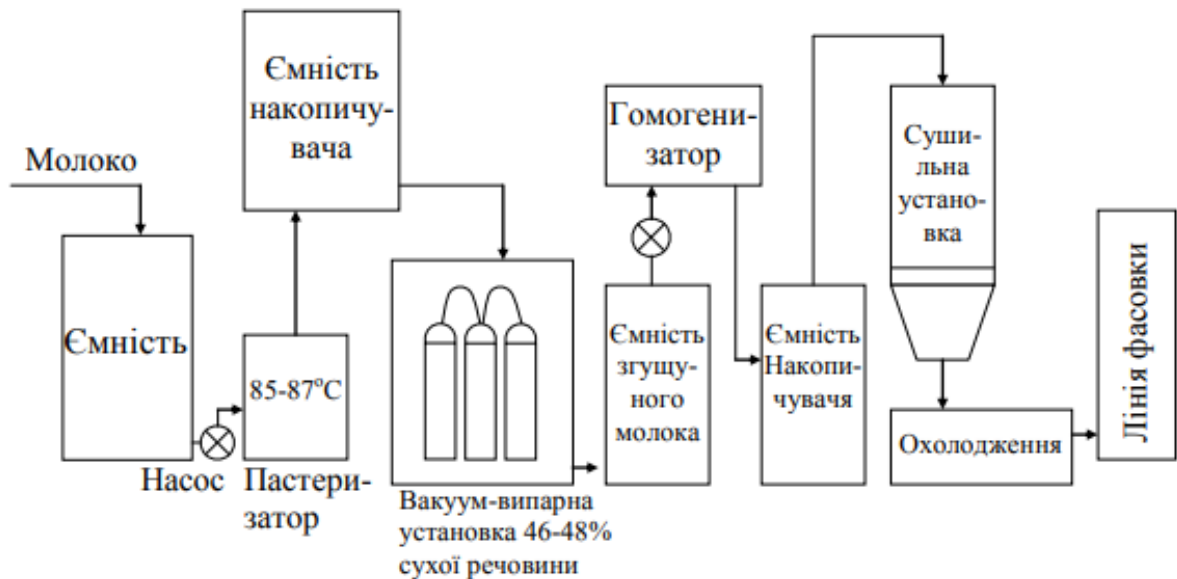 Молоко
Ємність
Насос
85-87°C
Пастери-
затор
Ємність
накопичу-
вача
Вакуум-випарна
установка 46-48%
сухої речовини
Ємність
згущу-
ного
молока
Гомогени-
затор
Ємність
Накопи-
чувачя
Суши-
льна
устано-
вка
Охолодження
Лінія фасовки